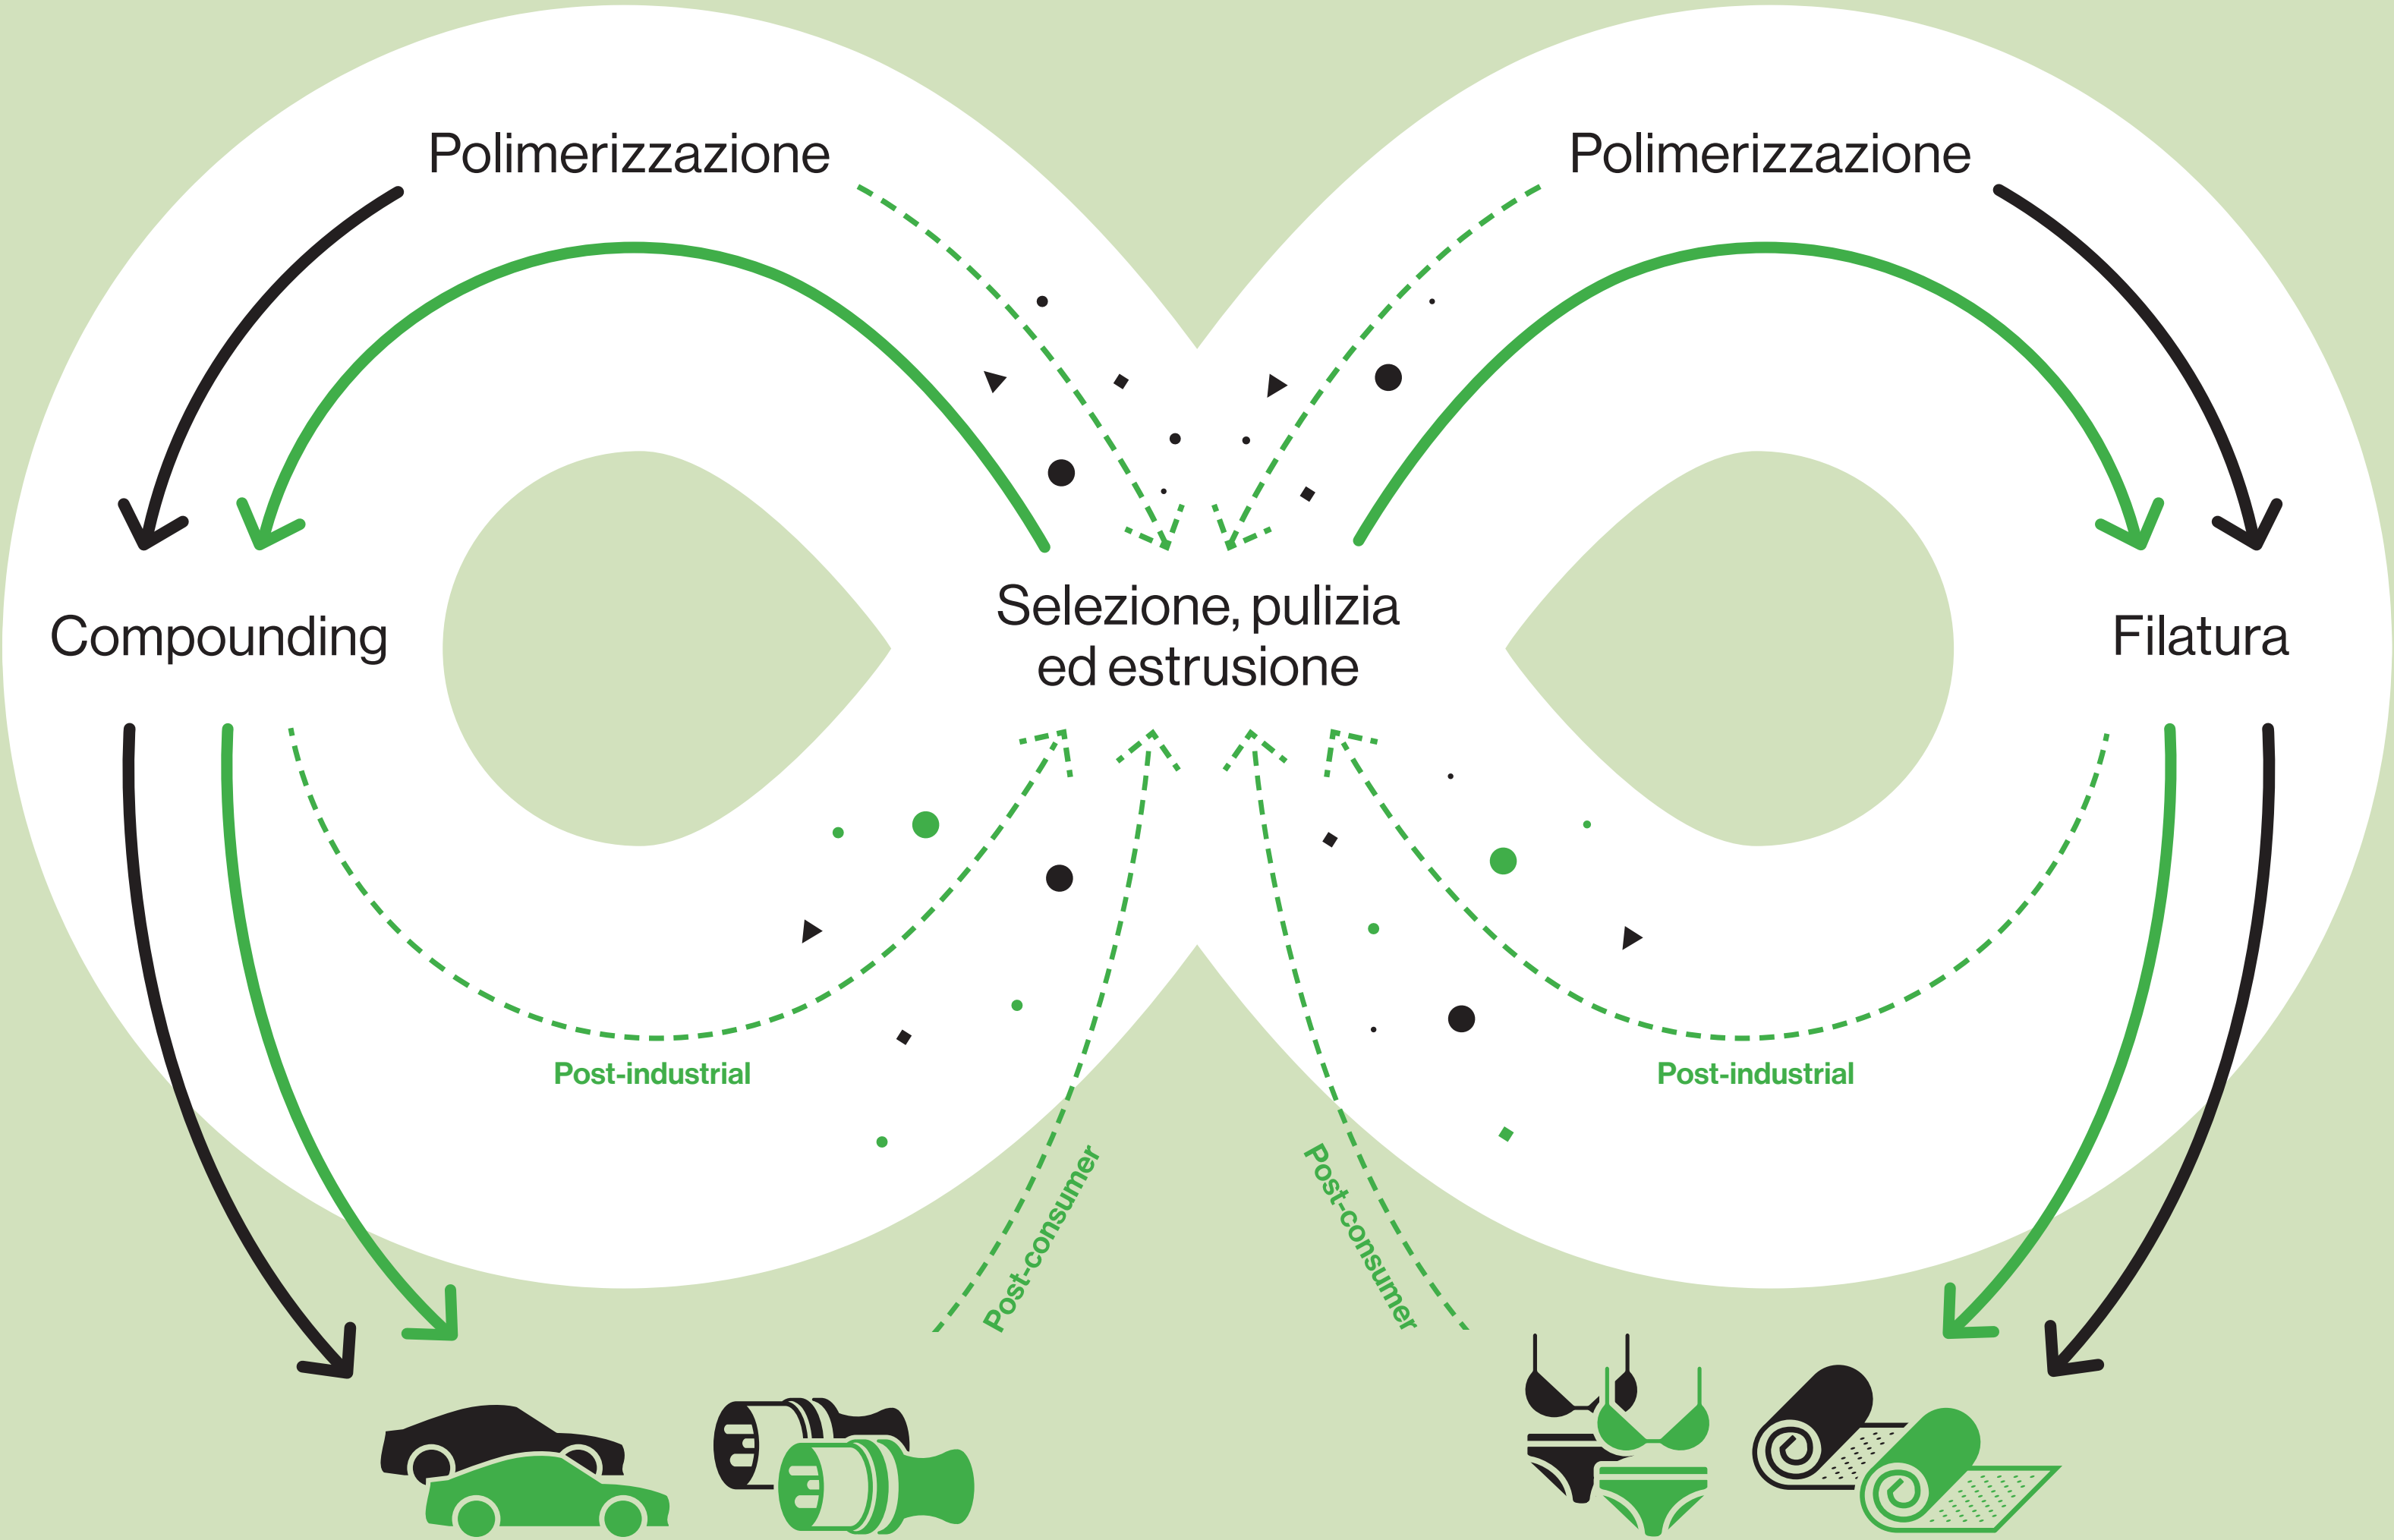 Polimerizzazione
Polimerizzazione
Compounding
Selezione, pulizia
ed estrusione
Filatura
Post-industrial
Post-industrial
Post-consumer
Post-consumer